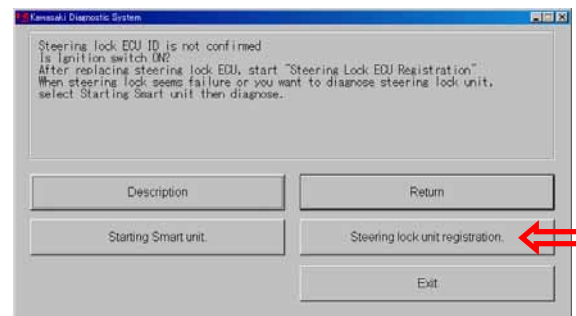 Kawasaki Diagnostic System
Steering lock ECU ID is not confirmed
Is Ignition switch ON?
After replacing steering lock ECU, start "Steering Lock ECU Registration"
When steering lock seems failure or you want to diagnose steering lock unit,
select Starting Smart unit then diagnose.
Description
Return
Starting Smart unit.
Steering lock unit registration.
Exit